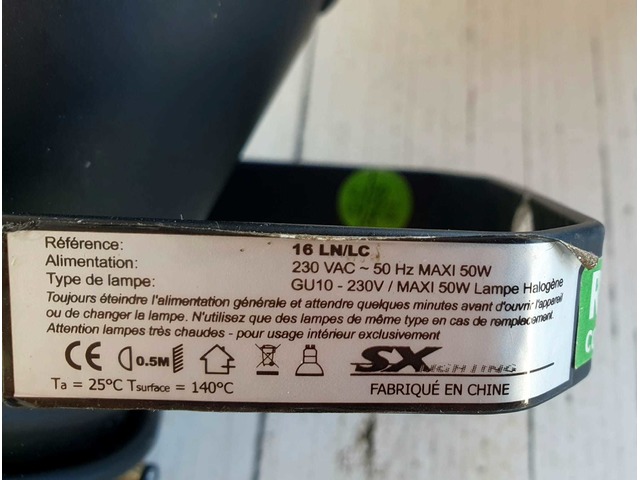 Référence: 16 LN/LC
Alimentation: 230 VAC ~ 50 Hz MAXI 50W
Type de lampe: GU10 - 230V / MAXI 50W Lampe Halogène
Toujours éteindre l'alimentation générale et attendre quelques minutes avant d'ouvrir l'appareil
ou de changer la lampe. N'utilisez que des lampes du même type en cas de remplacement.
Attention lampes très chaudes - pour usage intérieur exclusivement
CE 0.5M SX LIGHTING
Ta = 25°C Tsurface = 140°C FABRIQUÉ EN CHINE